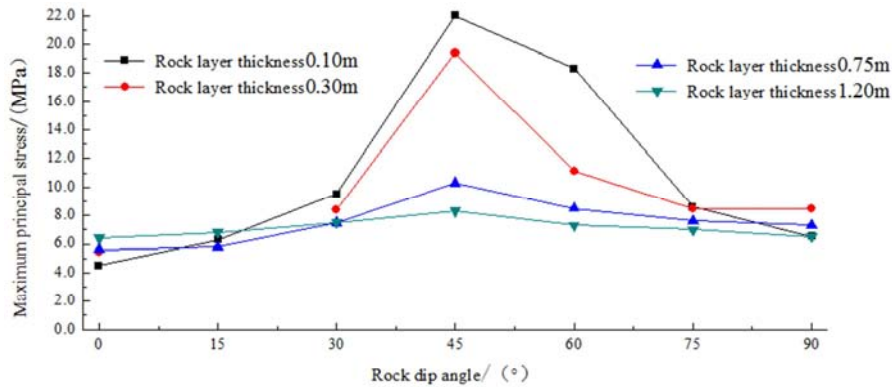 22.0
20.0
18.0
16.0
14.0
12.0
10.0
8.0
6.0
4.0
2.0
0.0
Maximum principal stress/(MPa)
Rock layer thickness0.10m
Rock layer thickness0.30m
Rock layer thickness0.75m
Rock layer thickness1.20m
0 15 30 45 60 75 90
Rock dip angle/（°）